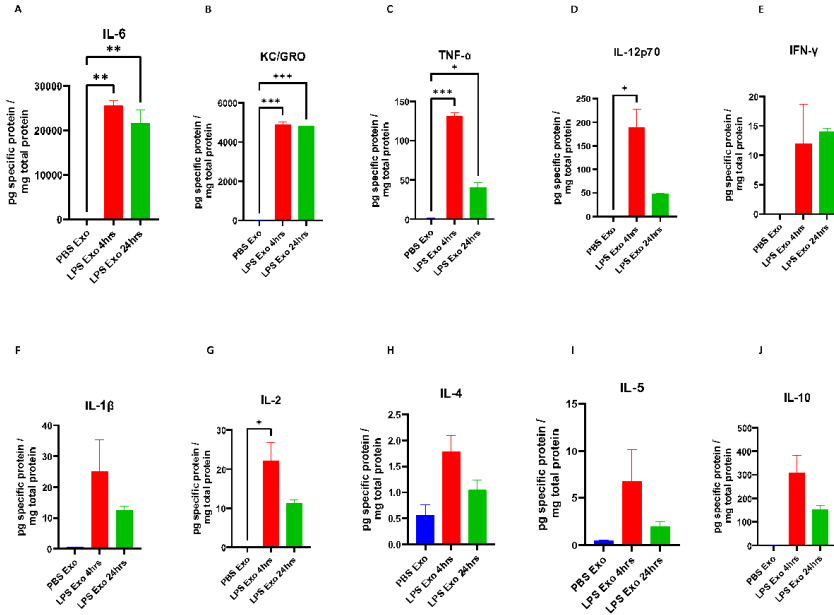 A
IL-6
**
**
pg specific protein /
mg total protein
30000
20000
10000
0
PBS Exo
LPS Exo 4hrs
LPS Exo 24hrs
B
KC/GRO
***
***
pg specific protein /
mg total protein
6000
4000
2000
0
PBS Exo
LPS Exo 4hrs
LPS Exo 24hrs
C
TNF-α
*
***
pg specific protein /
mg total protein
150
100
50
0
PBS Exo
LPS Exo 4hrs
LPS Exo 24hrs
D
IL-12p70
*
pg specific protein /
mg total protein
250
200
150
100
50
0
PBS Exo
LPS Exo 4hrs
LPS Exo 24hrs
E
IFN-γ
pg specific protein /
mg total protein
20
15
10
5
0
PBS Exo
LPS Exo 4hrs
LPS Exo 24hrs
F
IL-1β
pg specific protein /
mg total protein
40
30
20
10
0
PBS Exo
LPS Exo 4hrs
LPS Exo 24hrs
G
IL-2
*
pg specific protein /
mg total protein
30
20
10
0
PBS Exo
LPS Exo 4hrs
LPS Exo 24hrs
H
IL-4
pg specific protein /
mg total protein
2.5
2.0
1.5
1.0
0.5
0.0
PBS Exo
LPS Exo 4hrs
LPS Exo 24hrs
I
IL-5
pg specific protein /
mg total protein
15
10
5
0
PBS Exo
LPS Exo 4hrs
LPS Exo 24hrs
J
IL-10
pg specific protein /
mg total protein
500
400
300
200
100
0
PBS Exo
LPS Exo 4hrs
LPS Exo 24hrs